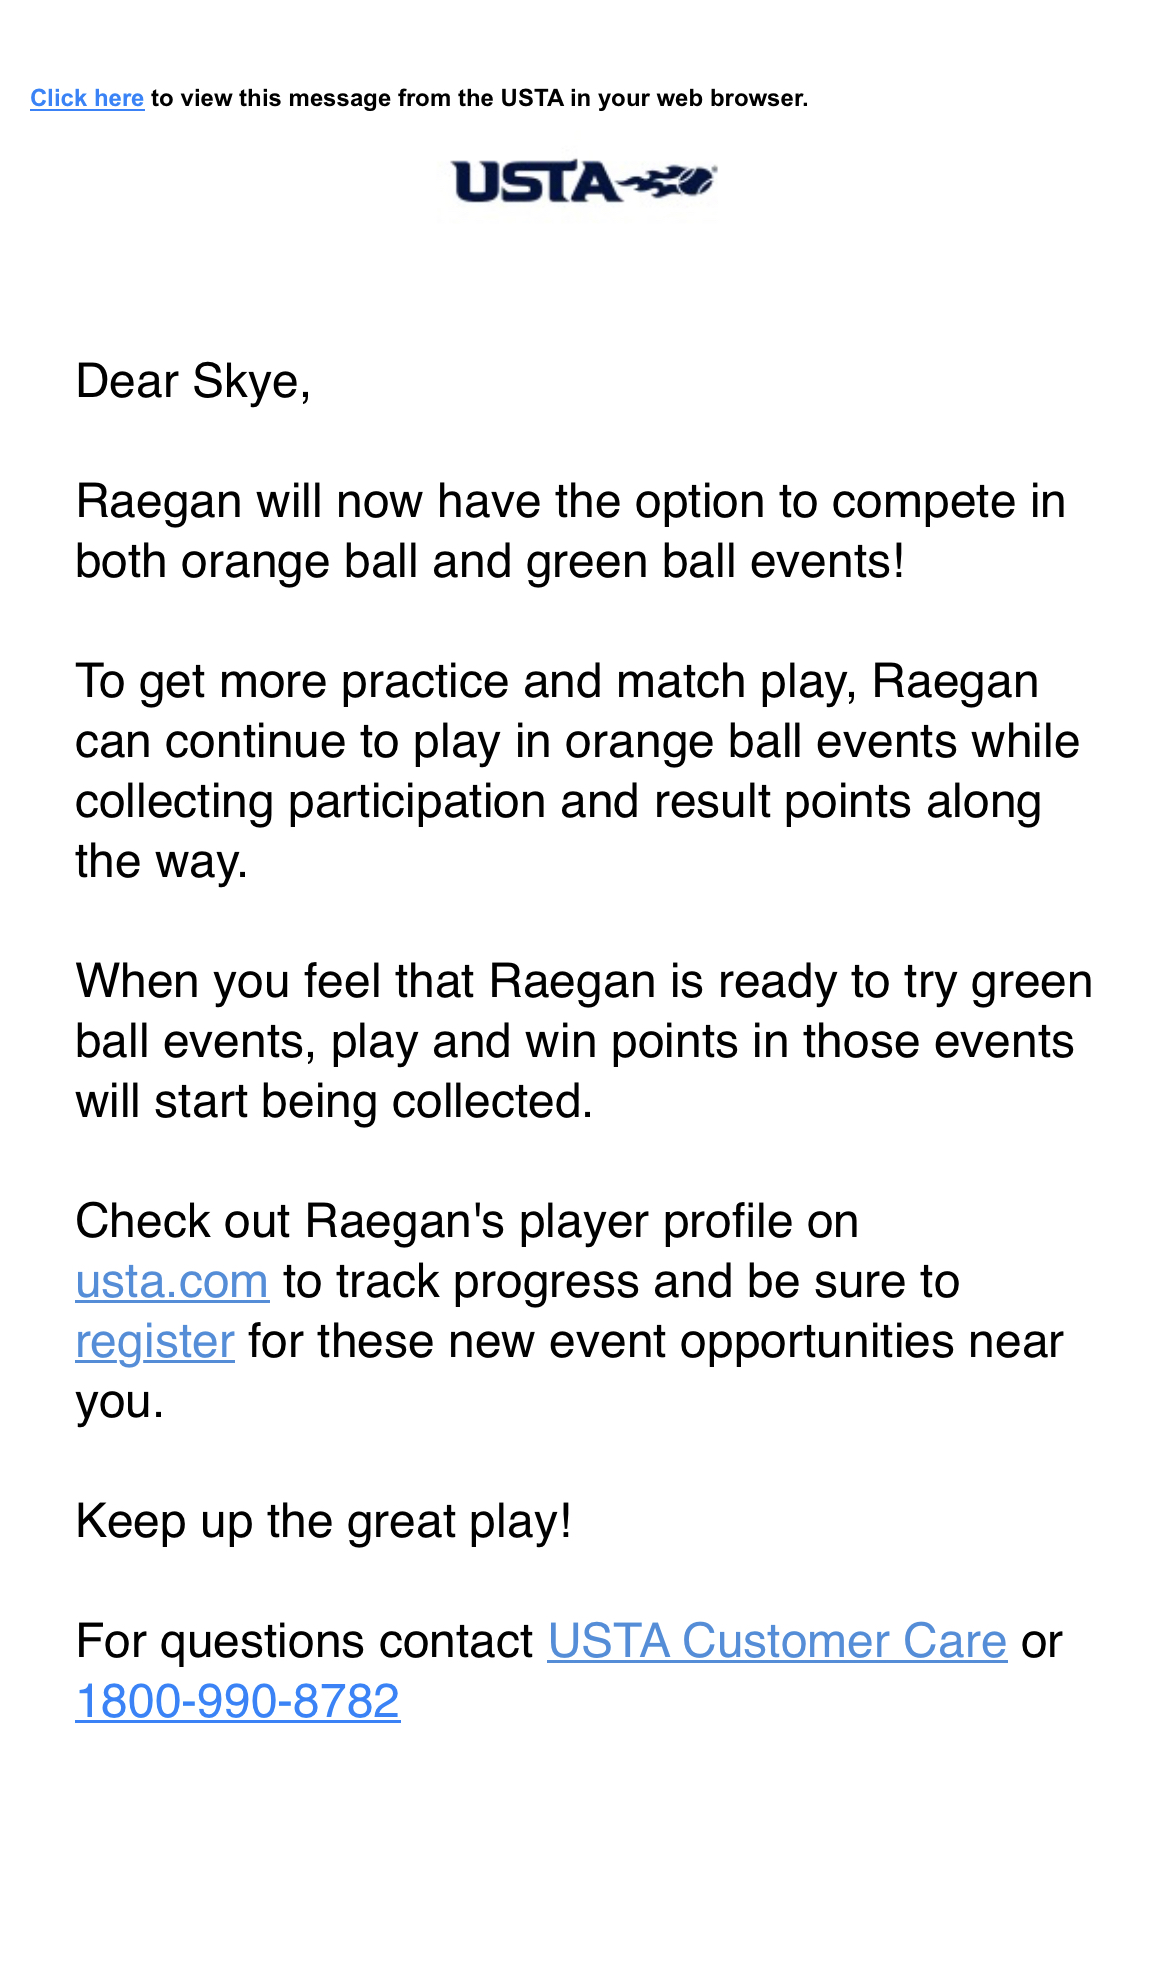 Click here to view this message from the USTA in your web browser.
USTA
Dear Skye,
Raegan will now have the option to compete in
both orange ball and green ball events!
To get more practice and match play, Raegan
can continue to play in orange ball events while
collecting participation and result points along
the way.
When you feel that Raegan is ready to try green
ball events, play and win points in those events
will start being collected.
Check out Raegan's player profile on
usta.com to track progress and be sure to
register for these new event opportunities near
you.
Keep up the great play!
For questions contact USTA Customer Care or
1800-990-8782